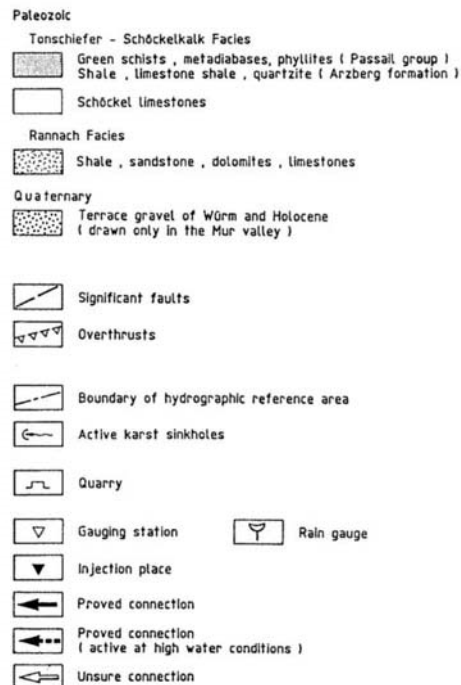 Paleozoic
Tonschiefer - Schöckelkalk Facies
Green schists , metadiabases, phyllites ( Passail group )
Shale , limestone shale , quartzite ( Arzberg formation )
Schöckel limestones
Rannach Facies
Shale , sandstone , dolomites , limestones
Quaternary
Terrace gravel of Würm and Holocene
( drawn only in the Mur valley )
Significant faults
Overthrusts
Boundary of hydrographic reference area
Active karst sinkholes
Quarry
Gauging station
Rain gauge
Injection place
Proved connection
Proved connection
( active at high water conditions )
Unsure connection